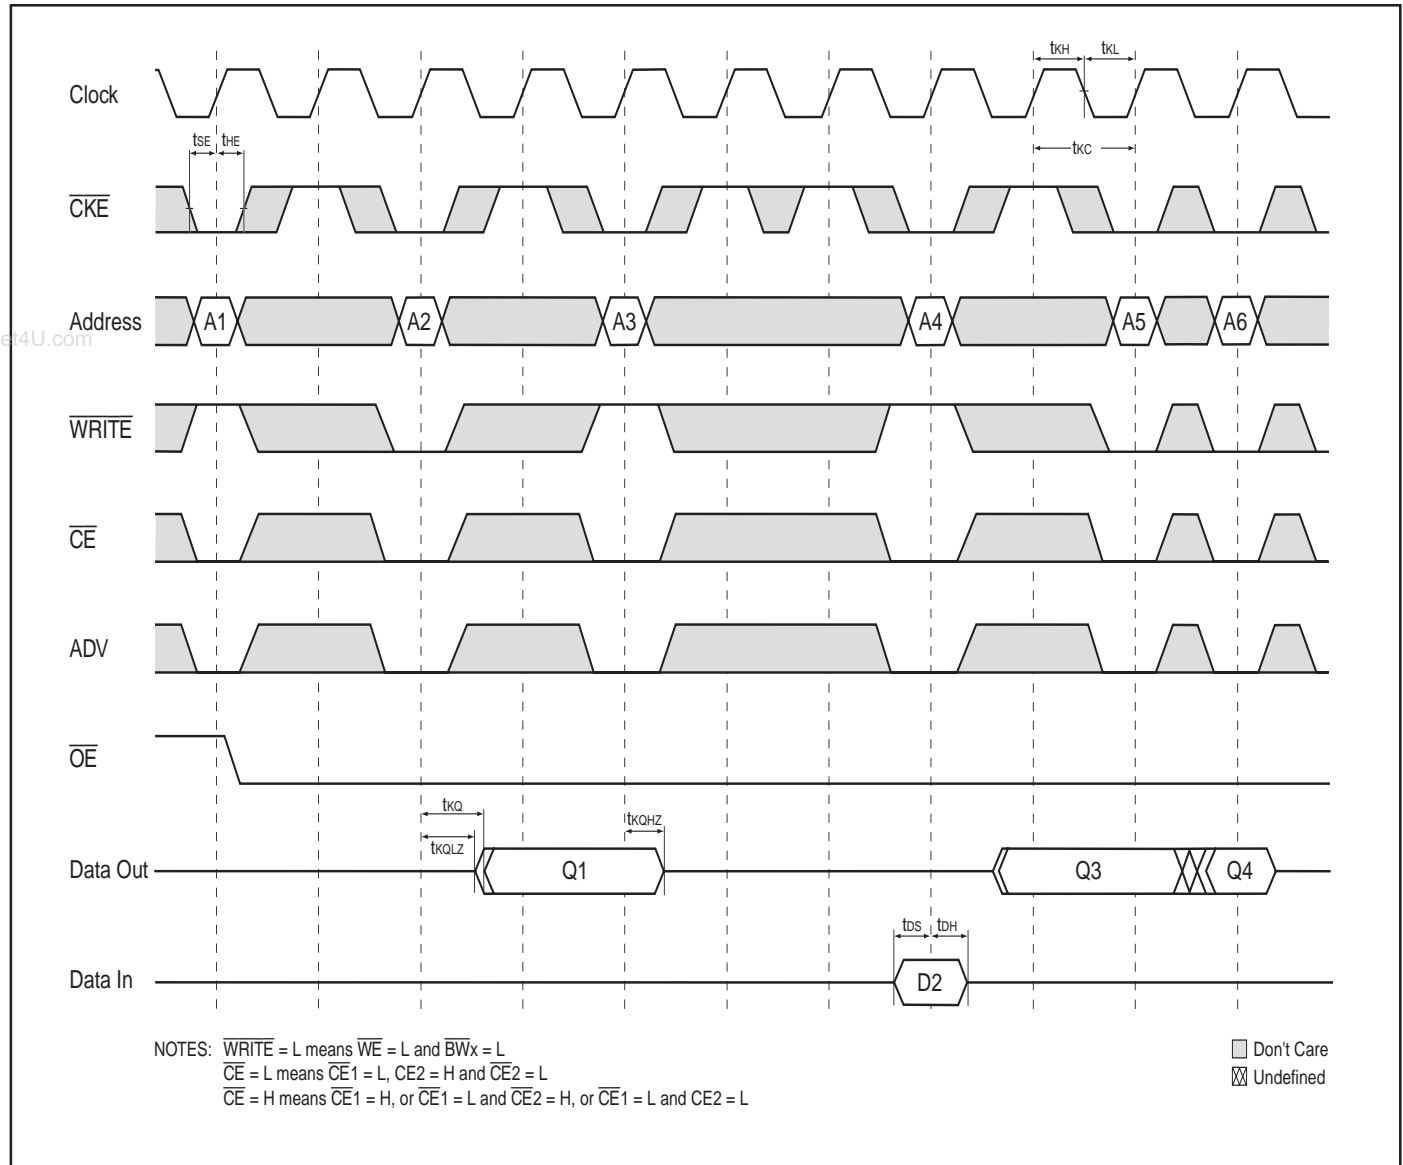 tKH tKL
Clock
tSE tHE
tKC
CKE
Address A1 A2 A3 A4 A5 A6
et4U.com
WRITE
CE
ADV
OE
tKQ
tKQLZ tKQHZ
Data Out Q1 Q3 Q4
tDS tDH
Data In D2
NOTES: WRITE = L means WE = L and BWx = L
CE = L means CE1 = L, CE2 = H and CE2 = L
CE = H means CE1 = H, or CE1 = L and CE2 = H, or CE1 = L and CE2 = L
Don't Care
Undefined